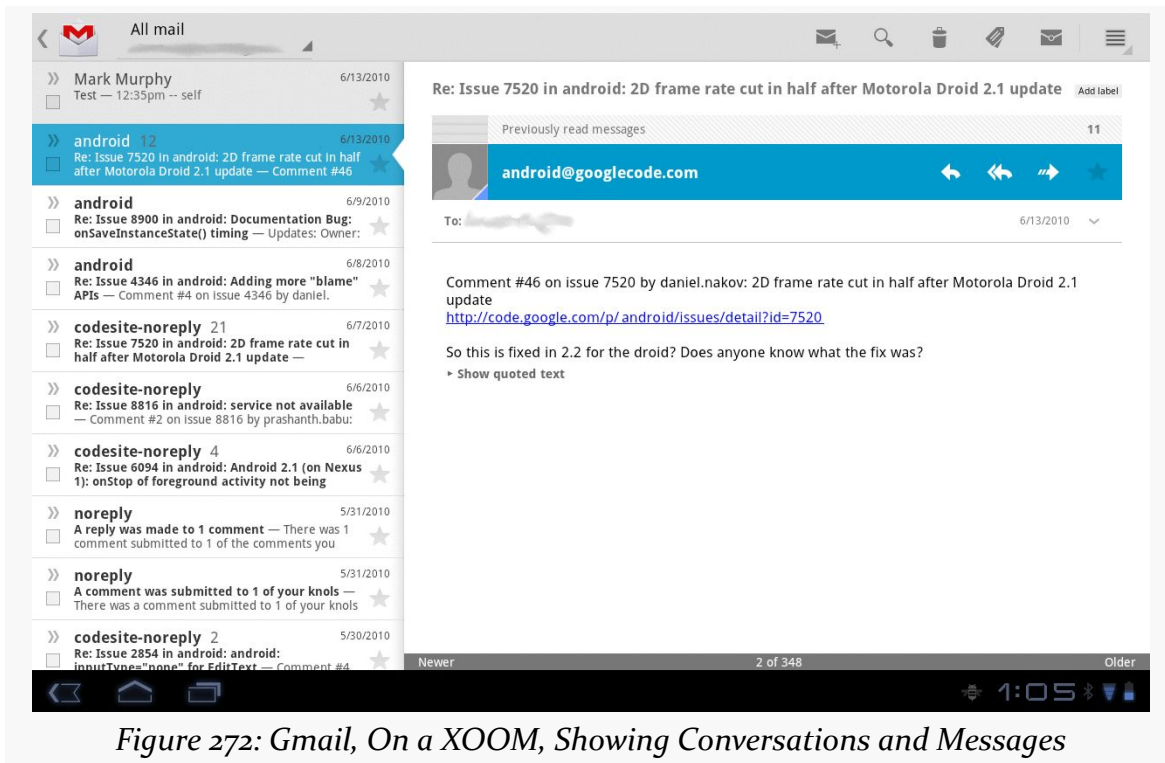 All mail
Mark Murphy
6/13/2010
Test — 12:35pm -- self
android 12
6/13/2010
Re: Issue 7520 in android: 2D frame rate cut in half
after Motorola Droid 2.1 update — Comment #46
android
6/9/2010
Re: Issue 8900 in android: Documentation Bug:
onSaveInstanceState() timing — Updates: Owner:
android
6/8/2010
Re: Issue 4346 in android: Adding more "blame"
APIs — Comment #4 on issue 4346 by daniel.
codesite-noreply 21
6/7/2010
Re: Issue 7520 in android: 2D frame rate cut in
half after Motorola Droid 2.1 update —
codesite-noreply
6/6/2010
Re: Issue 8816 in android: service not available
— Comment #2 on issue 8816 by prashanth.babu:
codesite-noreply 4
6/6/2010
Re: Issue 6094 in android: Android 2.1 (on Nexus
1): onStop of foreground activity not being
noreply
5/31/2010
A reply was made to 1 comment — There was 1
comment submitted to 1 of the comments you
noreply
5/31/2010
A comment was submitted to 1 of your knols —
There was a comment submitted to 1 of your knols
codesite-noreply 2
5/30/2010
Re: Issue 2854 in android: android:
inputType="none" for EditText — Comment #4
Re: Issue 7520 in android: 2D frame rate cut in half after Motorola Droid 2.1 update
Add label
Previously read messages
11
android@googlecode.com
To:
6/13/2010
Comment #46 on issue 7520 by daniel.nakov: 2D frame rate cut in half after Motorola Droid 2.1
update
http://code.google.com/p/android/issues/detail?id=7520
So this is fixed in 2.2 for the droid? Does anyone know what the fix was?
Show quoted text
Newer
2 of 348
Older
1:05
Figure 272: Gmail, On a XOOM, Showing Conversations and Messages